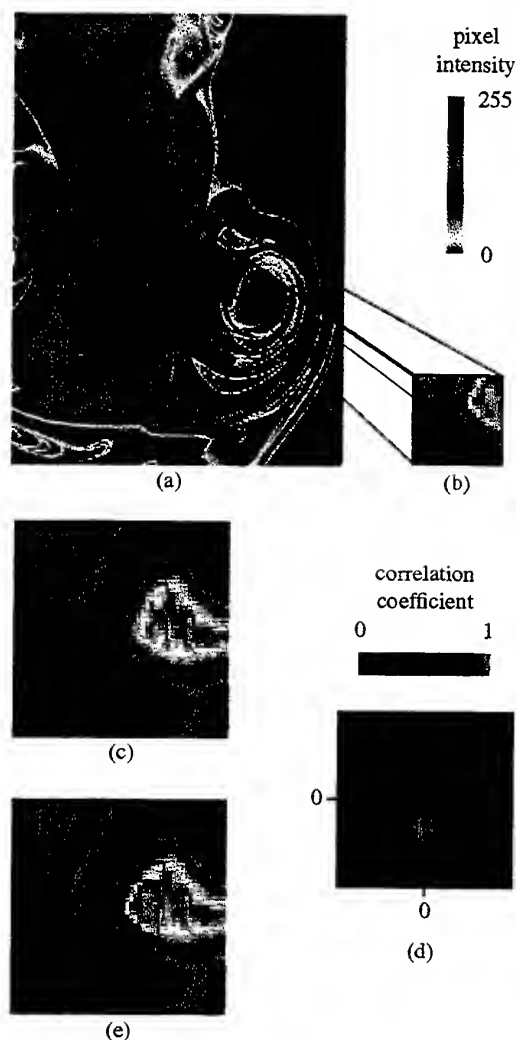 pixel
intensity
255
0
(a)
(b)
correlation
coefficient
0
1
(c)
0
0
(d)
(e)